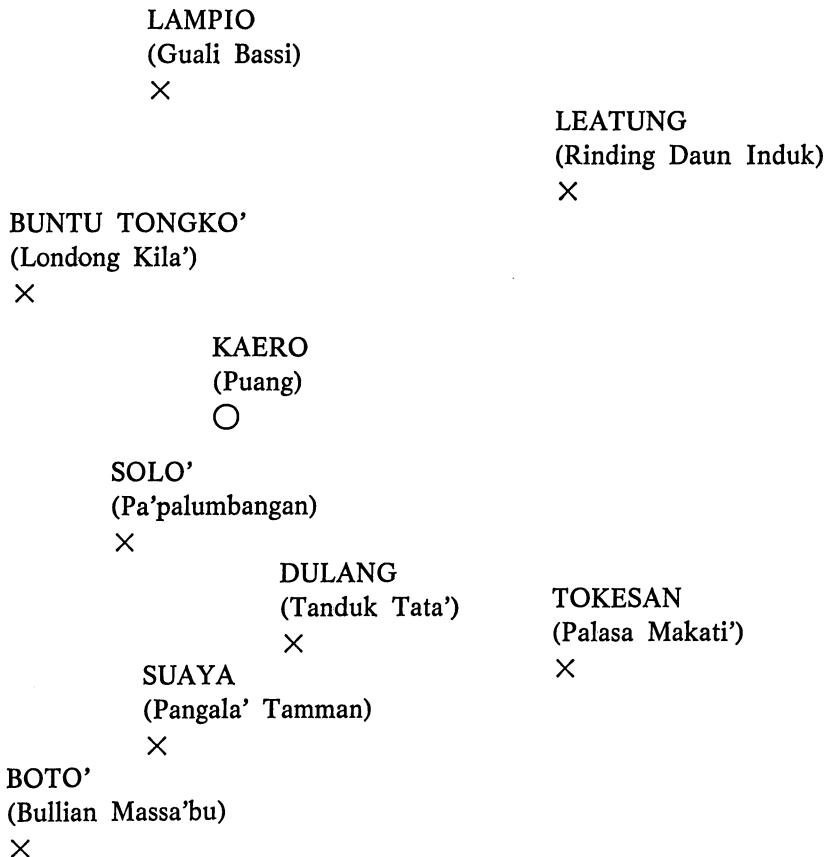 LAMPIO
(Guali Bassi)
LEATUNG
(Rinding Daun Induk)
BUNTU TONGKO’
(Londong Kila’)
KAERO
(Puang)
SOLO’
(Pa’palumbangan)
DULANG
(Tanduk Tata’)
TOKESAN
(Palasa Makati’)
SUAYA
(Pangala’ Tamman)
BOTO’
(Bullian Massa’bu)